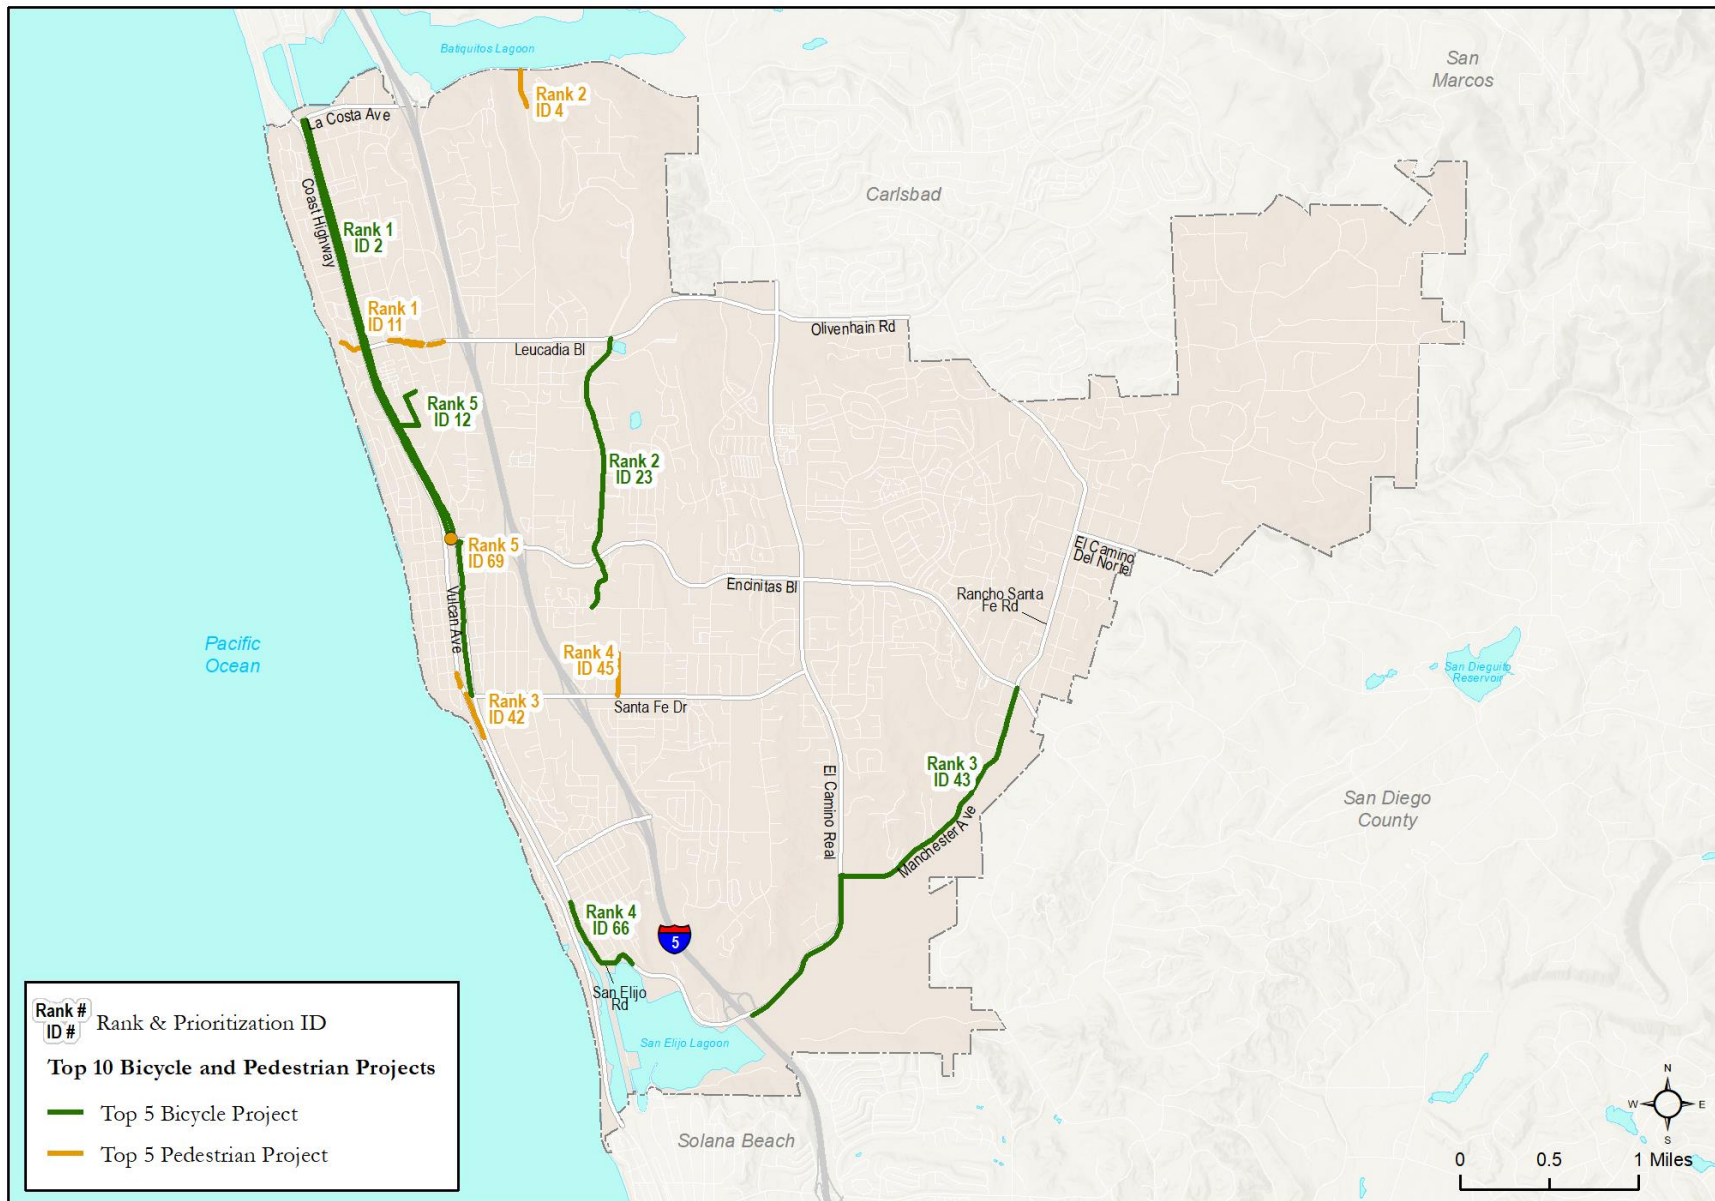 Batiquitos Lagoon
San
Marcos
Rank 2
ID 4
La Costa Ave
Carlsbad
Coast Highway
Rank 1
ID 2
Rank 1
ID 11
Olivenhain Rd
Leucadia Bl
Rank 5
ID 12
Rank 2
ID 23
Rank 5
ID 69
El Camino
Del Norte
Encinitas Bl
Rancho Santa
Fe Rd
Vulcan Ave
Pacific
Ocean
Rank 4
ID 45
San Dieguito
Reservoir
Rank 3
ID 42
Santa Fe Dr
Rank 3
ID 43
El Camino Real
San Diego
County
Manchester Ave
Rank 4
ID 66
5
San Elijo
Rd
San Elijo Lagoon
Solana Beach
Rank #
ID #
Rank & Prioritization ID
Top 10 Bicycle and Pedestrian Projects
Top 5 Bicycle Project
Top 5 Pedestrian Project
N
W
E
S
0
0.5
1 Miles